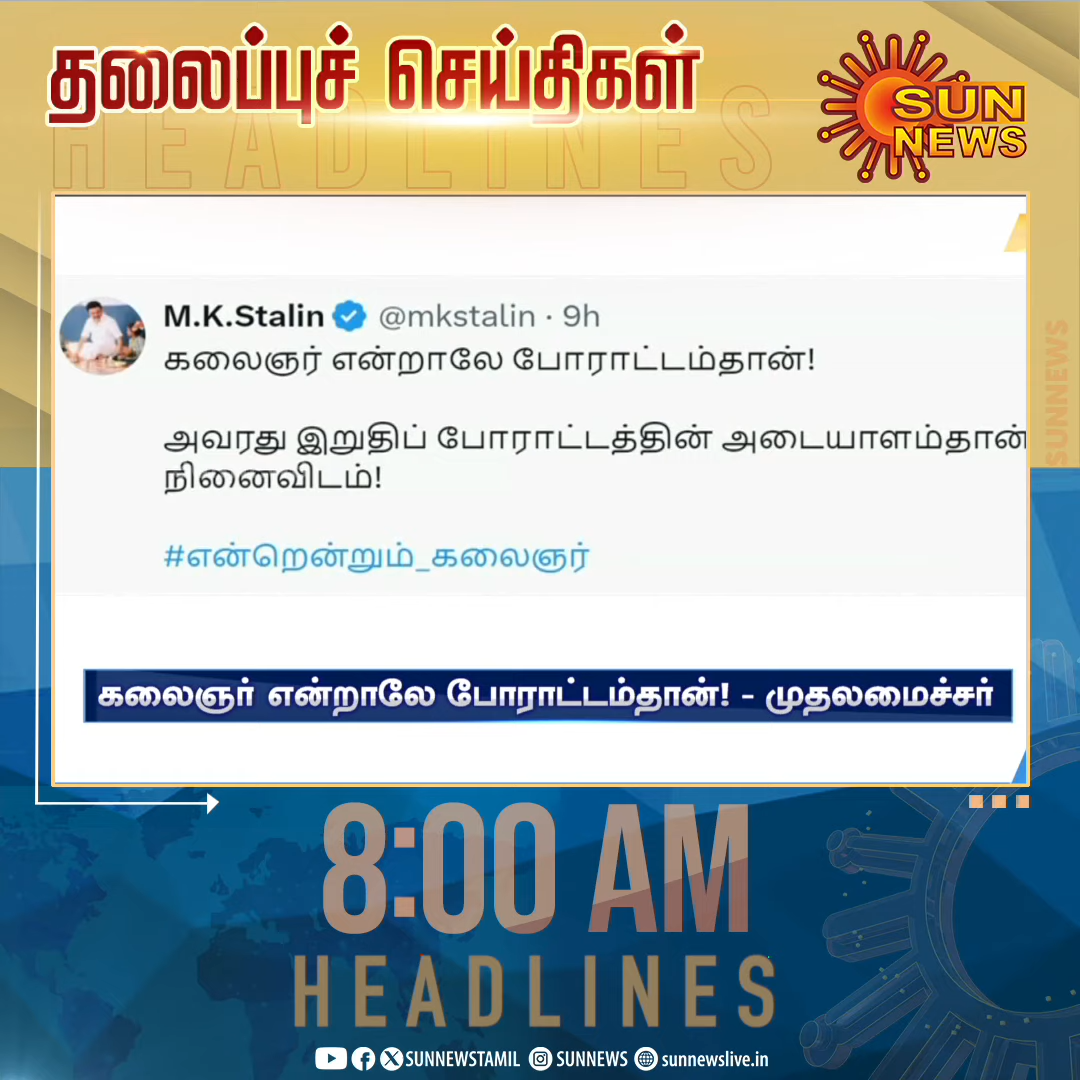 தலைப்புச் செய்திகள்
HEADLINES
SUN
NEWS
M.K.Stalin @mkstalin · 9h
கலைஞர் என்றாலே போராட்டம்தான்!
அவரது இறுதிப் போராட்டத்தின் அடையாளம்தான்
நினைவிடம்!
#என்றென்றும்_கலைஞர்
SUNNEWS
கலைஞர் என்றாலே போராட்டம்தான்! - முதலமைச்சர்
8:00 AM
HEADLINES
SUNNEWSTAMIL SUNNEWS sunnewslive.in